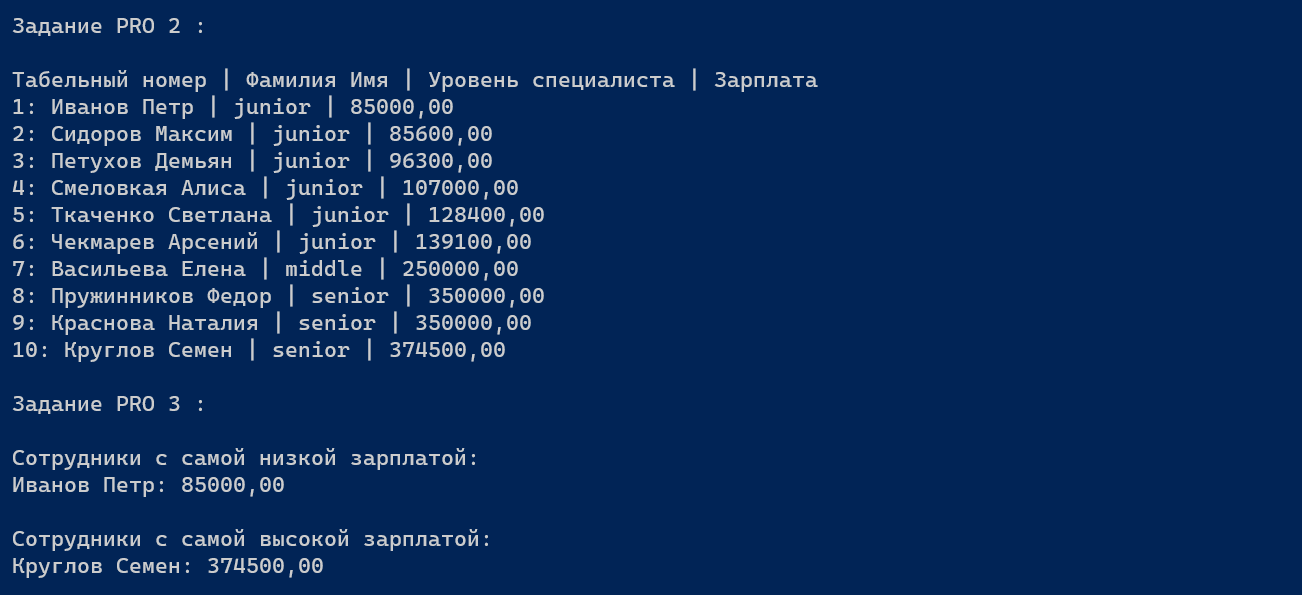 Задание PRO 2 :
Табельный номер | Фамилия Имя | Уровень специалиста | Зарплата
1: Иванов Петр | junior | 85000,00
2: Сидоров Максим | junior | 85600,00
3: Петухов Демьян | junior | 96300,00
4: Смеловкая Алиса | junior | 107000,00
5: Ткаченко Светлана | junior | 128400,00
6: Чекмарев Арсений | junior | 139100,00
7: Васильева Елена | middle | 250000,00
8: Пружинников Федор | senior | 350000,00
9: Краснова Наталия | senior | 350000,00
10: Круглов Семен | senior | 374500,00
Задание PRO 3 :
Сотрудники с самой низкой зарплатой:
Иванов Петр: 85000,00
Сотрудники с самой высокой зарплатой:
Круглов Семен: 374500,00